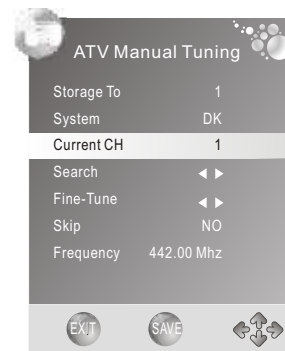 ATV Manual Tuning
Storage To 1
System DK
Current CH 1
Search
Fine-Tune
Skip NO
Frequency 442.00 Mhz
EXIT SAVE